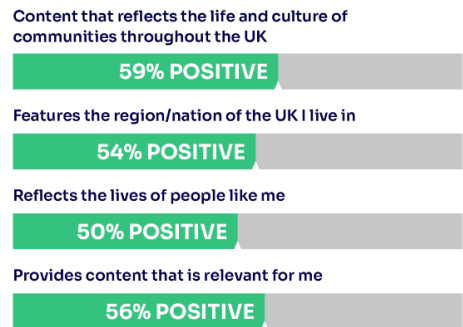 Content that reflects the life and culture of
communities throughout the UK
59% POSITIVE
Features the region/nation of the UK I live in
54% POSITIVE
Reflects the lives of people like me
50% POSITIVE
Provides content that is relevant for me
56% POSITIVE